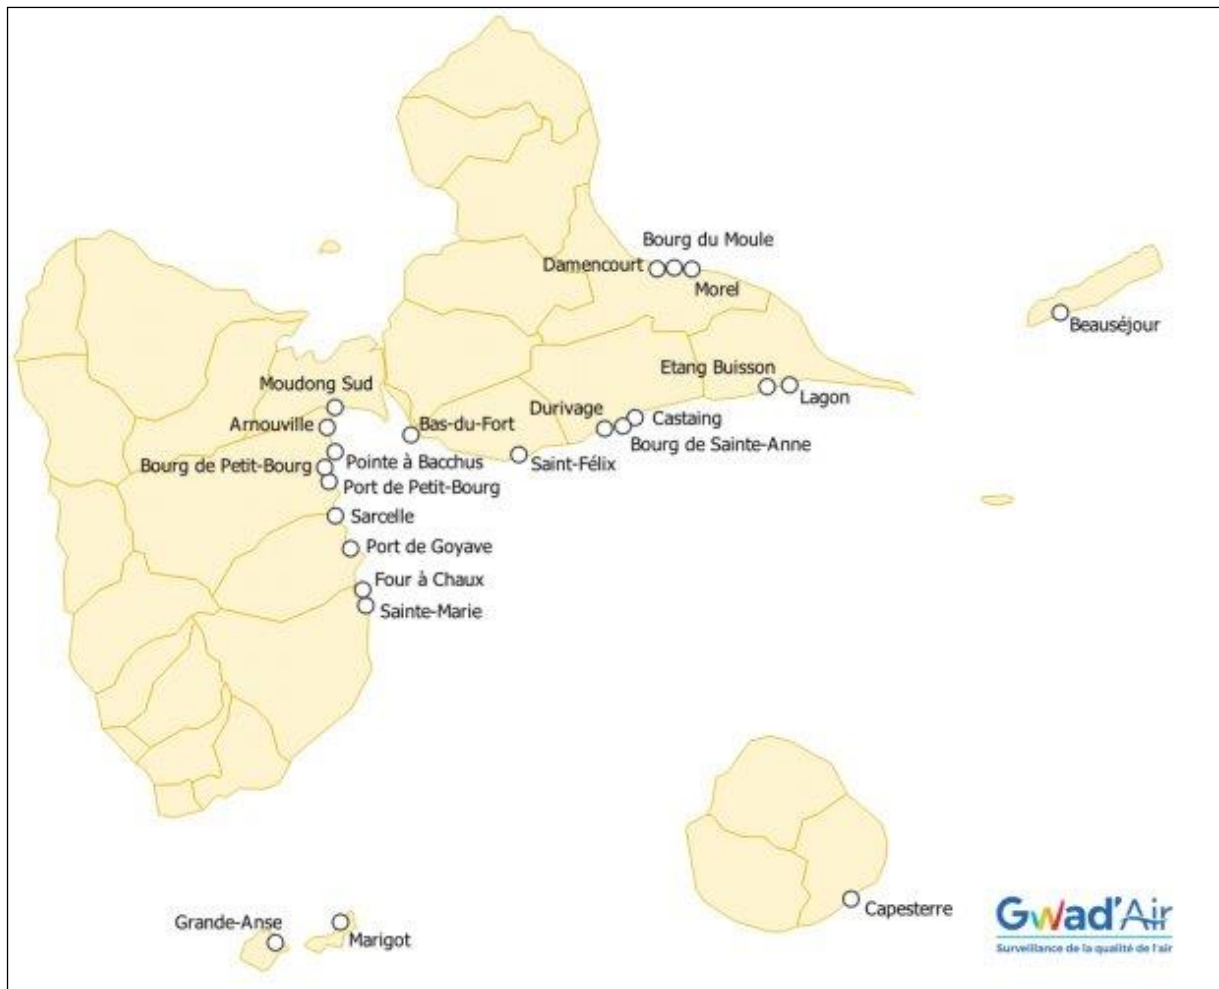 Bourg du Moule
Damencourt
Morel
Beauséjour
Etang Buisson
Lagon
Moudong Sud
Durivage
Castaing
Arnouville
Bas-du-Fort
Bourg de Sainte-Anne
Saint-Félix
Bourg de Petit-Bourg
Pointe à Bacchus
Port de Petit-Bourg
Sarcelle
Port de Goyave
Four à Chaux
Sainte-Marie
Capesterre
Grande-Anse
Marigot
Gwad'Air
Surveillance de la qualité de l'air